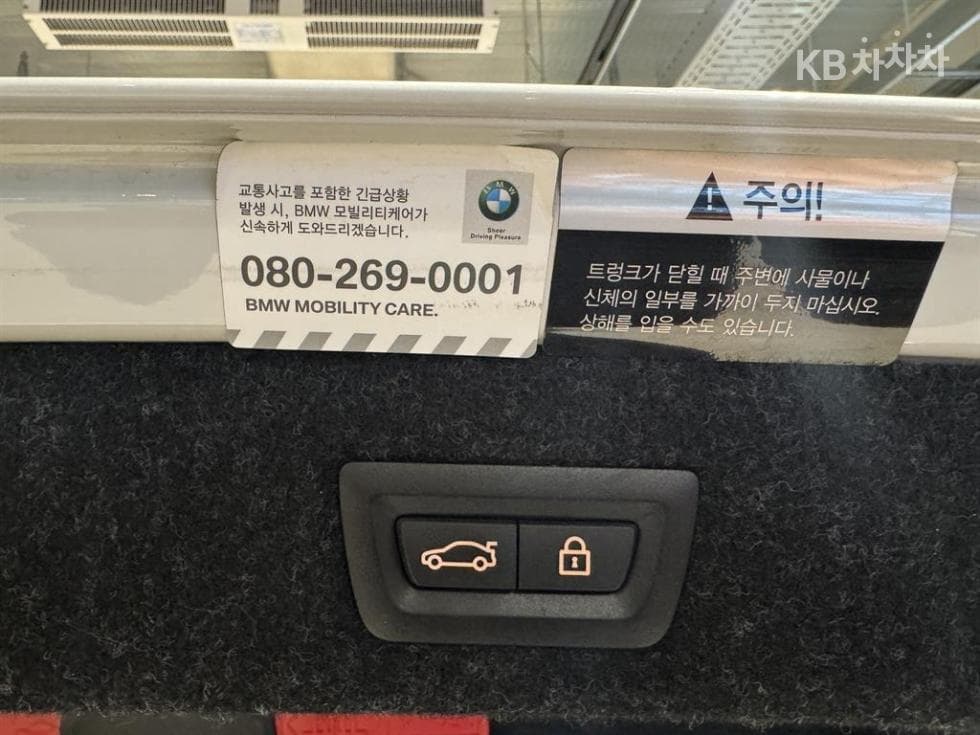 KB차차차
교통사고를 포함한 긴급상황
발생 시, BMW 모빌리티케어가
신속하게 도와드리겠습니다.
BMW
Sheer
Driving Pleasure
080-269-0001
BMW MOBILITY CARE.
주의!
트렁크가 닫힐 때 주변에 사물이나
신체의 일부를 가까이 두지 마십시오.
상해를 입을 수도 있습니다.